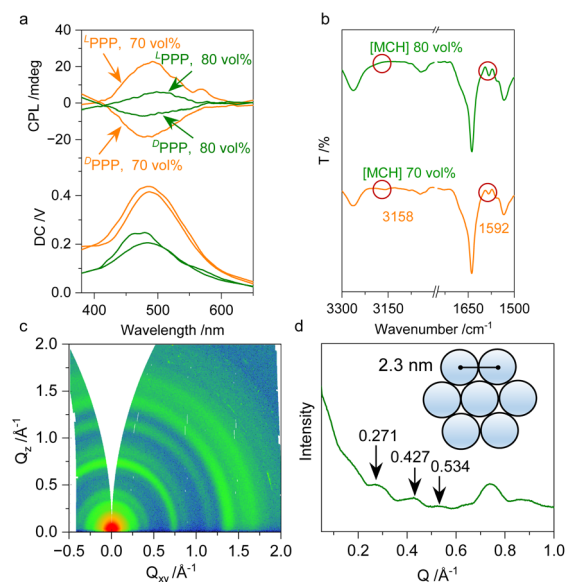 a
ᴸPPP, 70 vol%
ᴸPPP, 80 vol%
ᴰPPP, 80 vol%
ᴰPPP, 70 vol%
CPL /mdeg
40
20
0
−20
DC /V
0.4
0.2
0.0
400
500
600
Wavelength /nm
b
[MCH] 80 vol%
[MCH] 70 vol%
3158
1592
T /%
3300
3150
1650
1500
Wavenumber /cm⁻¹
c
Q_z /Å⁻¹
2.0
1.5
1.0
0.5
0.0
−0.5
0.0
0.5
1.0
1.5
2.0
Q_xy /Å⁻¹
d
2.3 nm
0.271
0.427
0.534
Intensity
0.2
0.4
0.6
0.8
1.0
Q /Å⁻¹